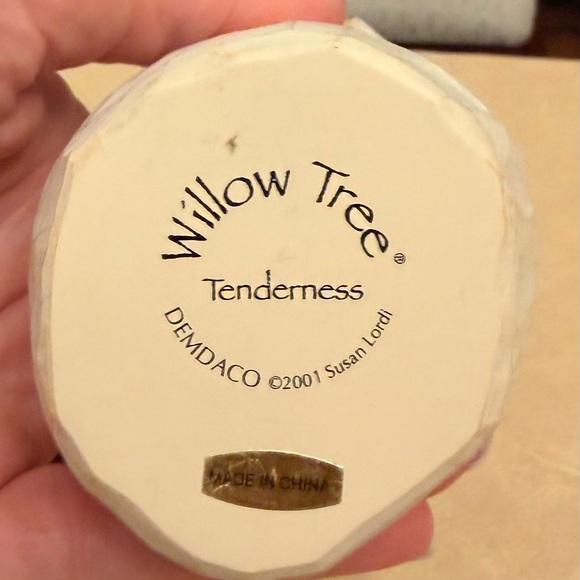 Willow Tree®
Tenderness
DEMDACO ©2001 Susan Lordi
MADE IN CHINA